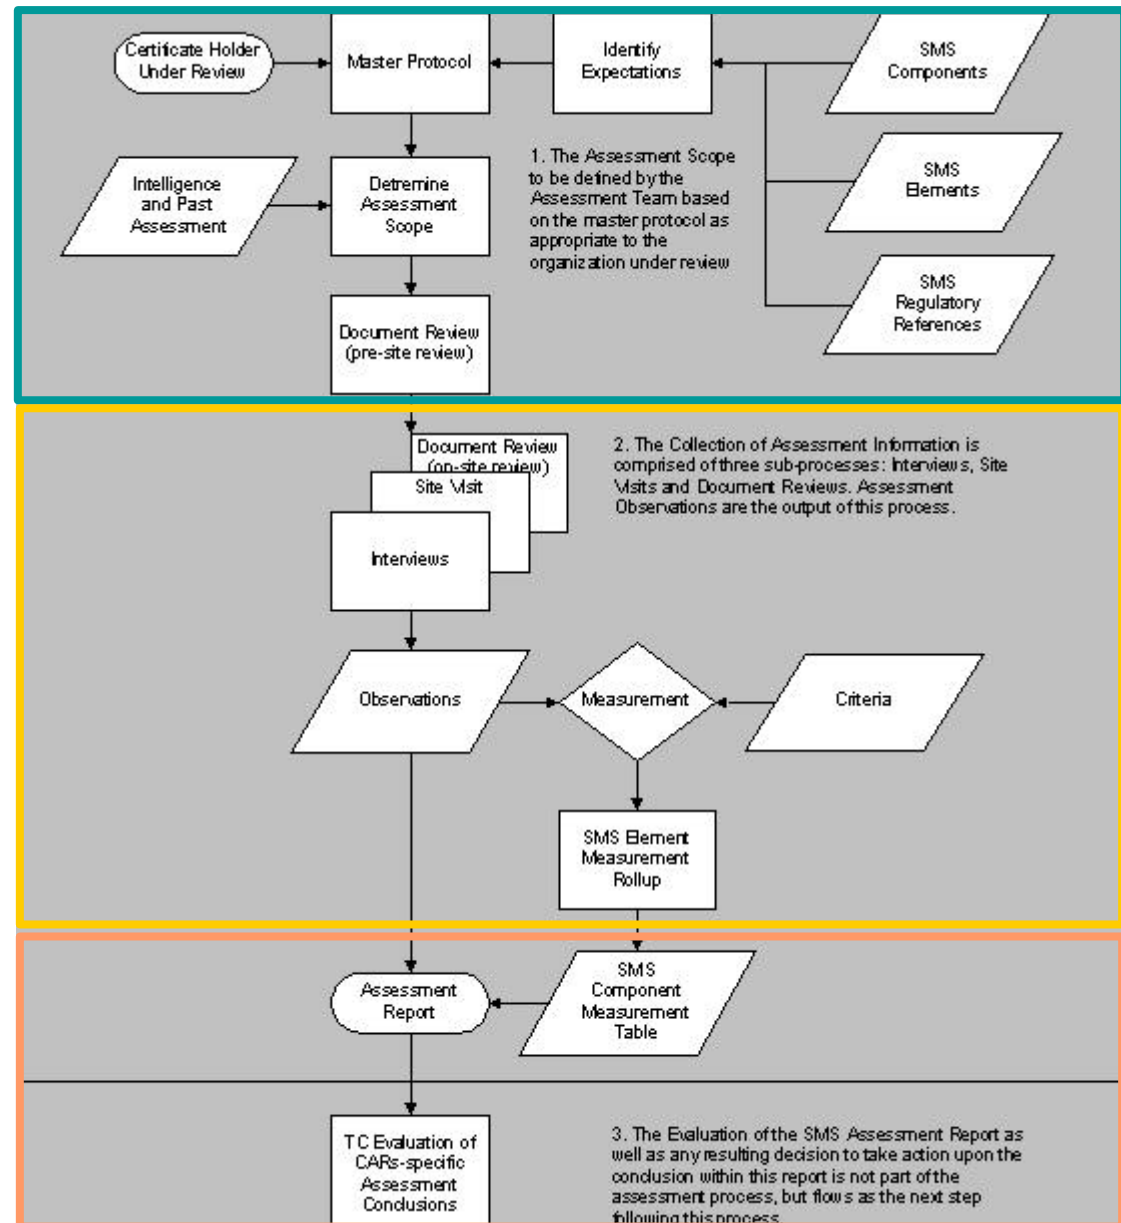 Certificate Holder
Under Review
Master Protocol
Identify
Expectations
SMS
Components
Intelligence
and Past
Assessment
Detremine
Assessment
Scope
1. The Assessment Scope
to be defined by the
Assessment Team based
on the master protocol as
appropriate to the
organization under review
SMS
Elements
SMS
Regulatory
References
Document Review
(pre-site review)
Document Review
(on-site review)
Site Visit
Interviews
2. The Collection of Assessment Information is
comprised of three sub-processes: Interviews, Site
Visits and Document Reviews. Assessment
Observations are the output of this process.
Observations
Measurement
Criteria
SMS Element
Measurement
Rollup
Assessment
Report
SMS
Component
Measurement
Table
TC Evaluation of
CARs-specific
Assessment
Conclusions
3. The Evaluation of the SMS Assessment Report as
well as any resulting decision to take action upon the
conclusion within this report is not part of the
assessment process, but flows as the next step
following this process.